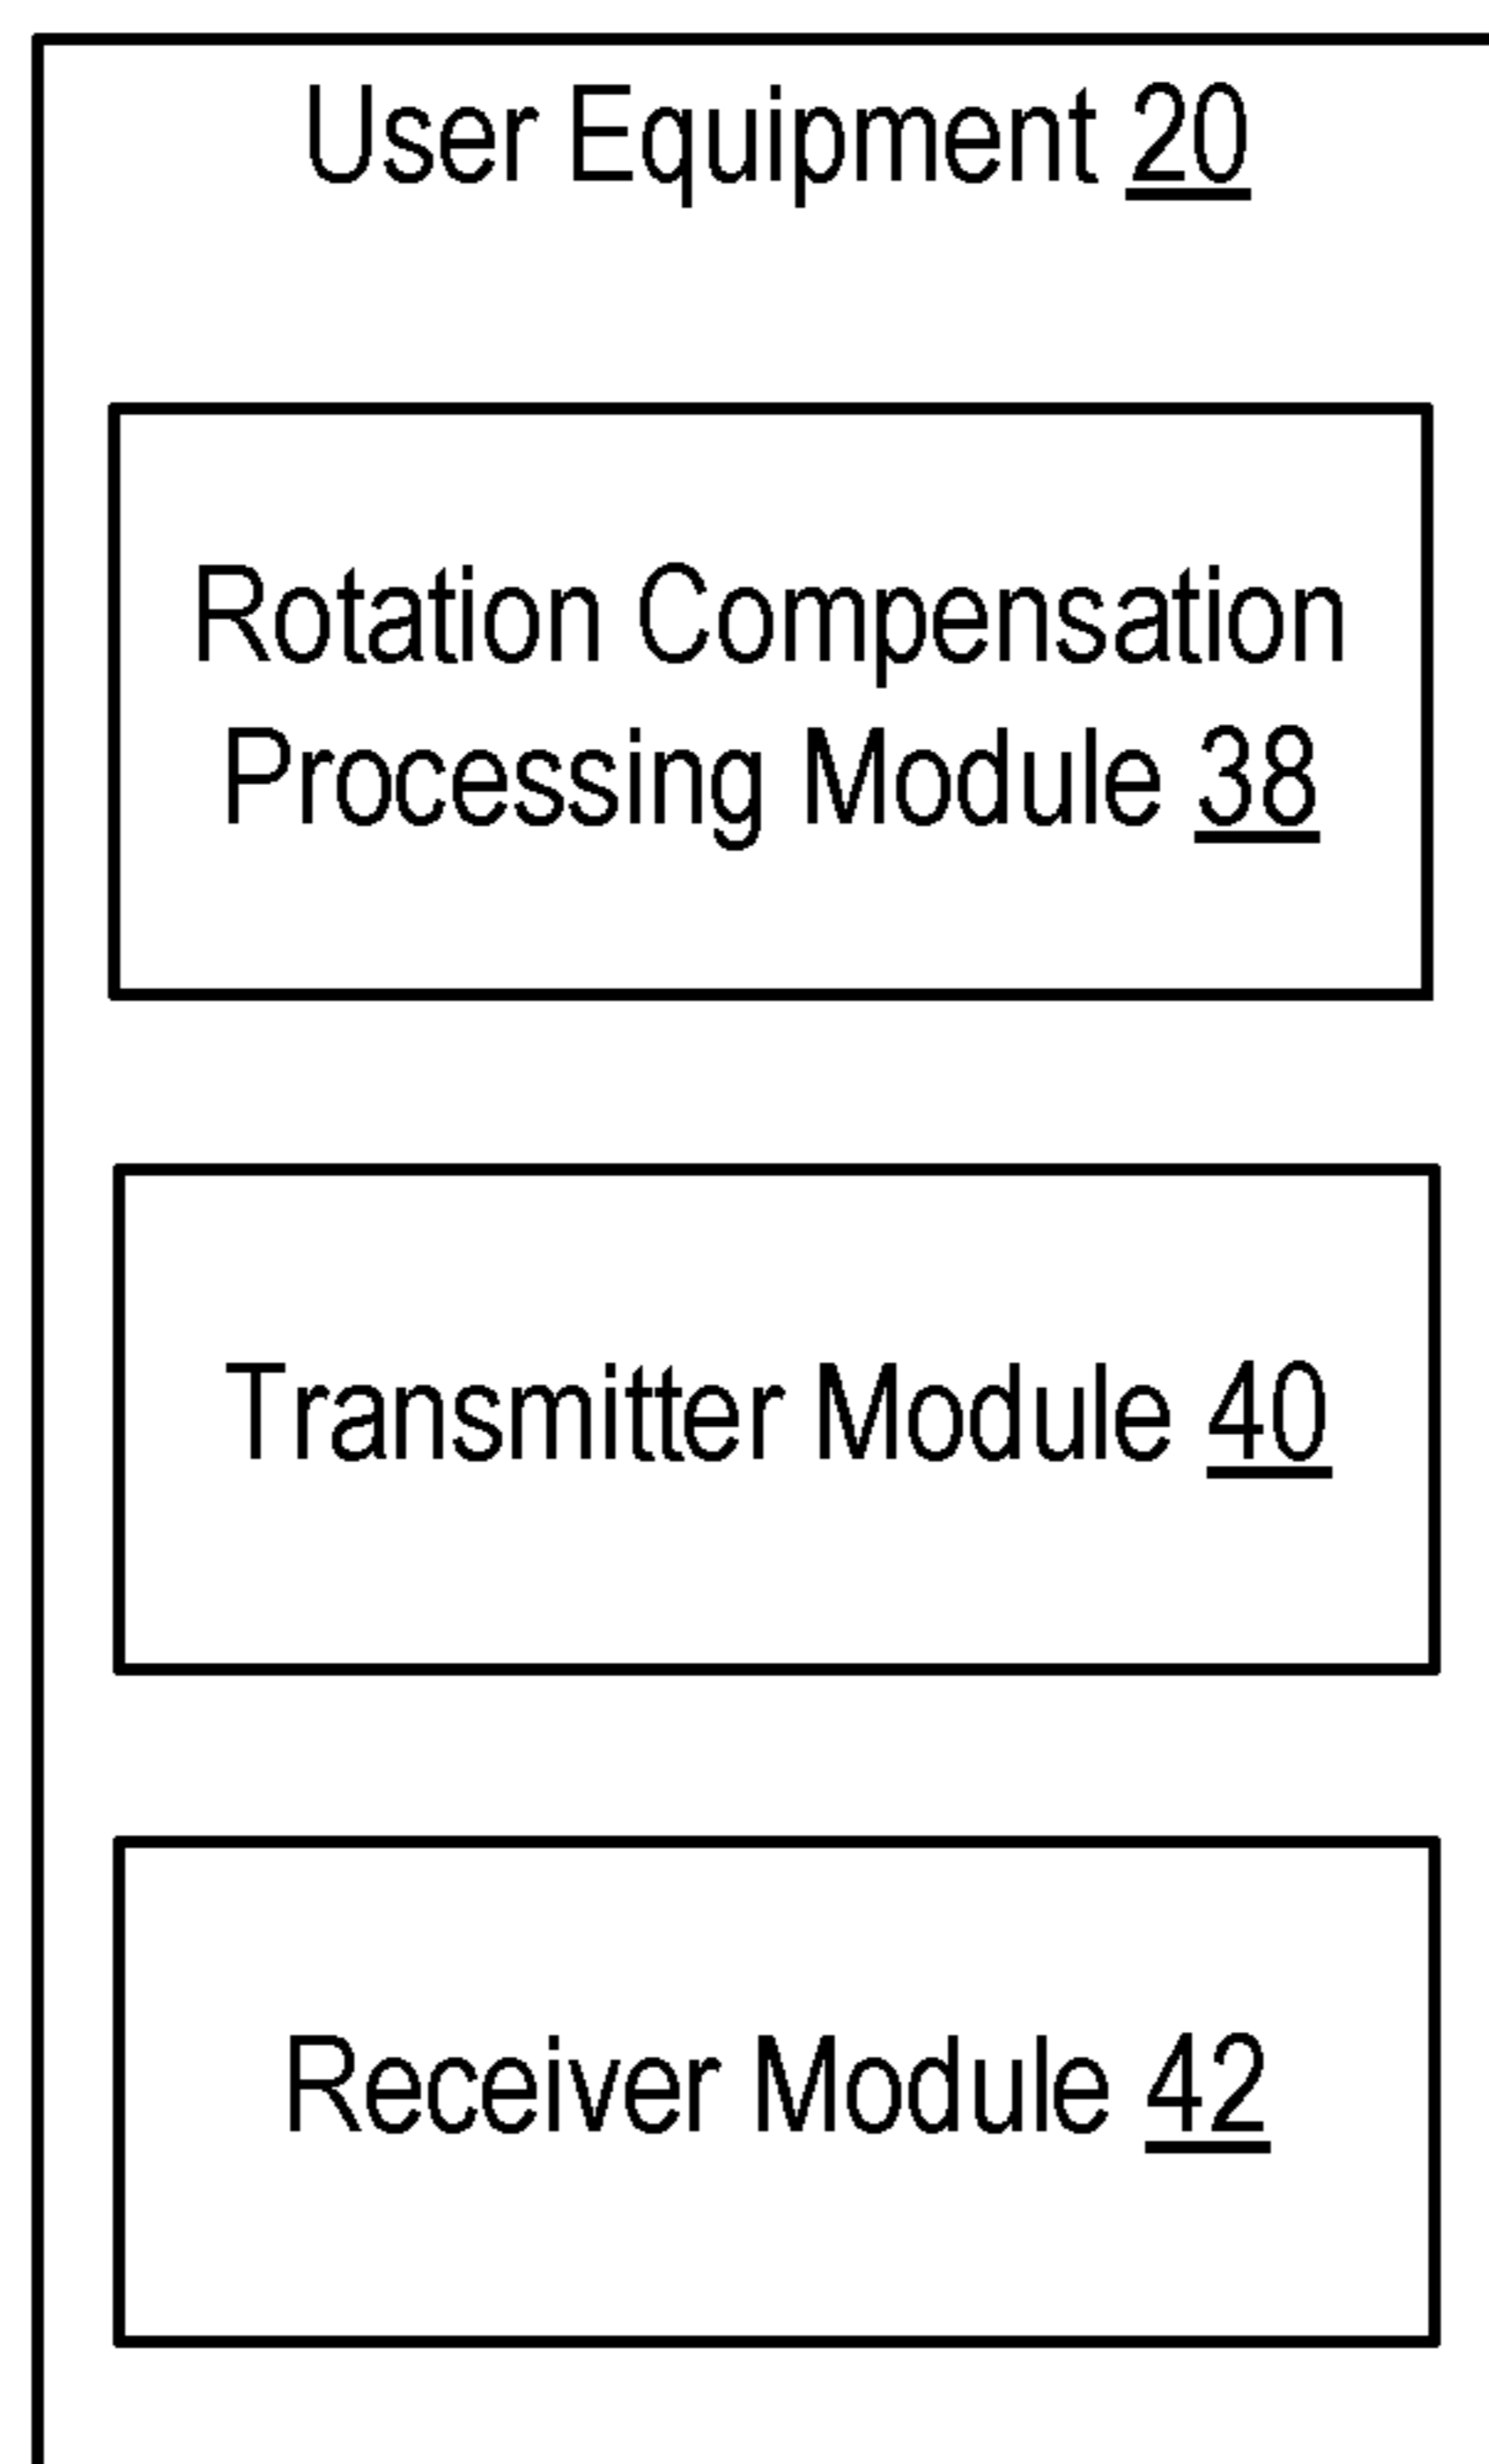 User Equipment 20
Rotation Compensation
Processing Module 38
Transmitter Module 40
Receiver Module 42